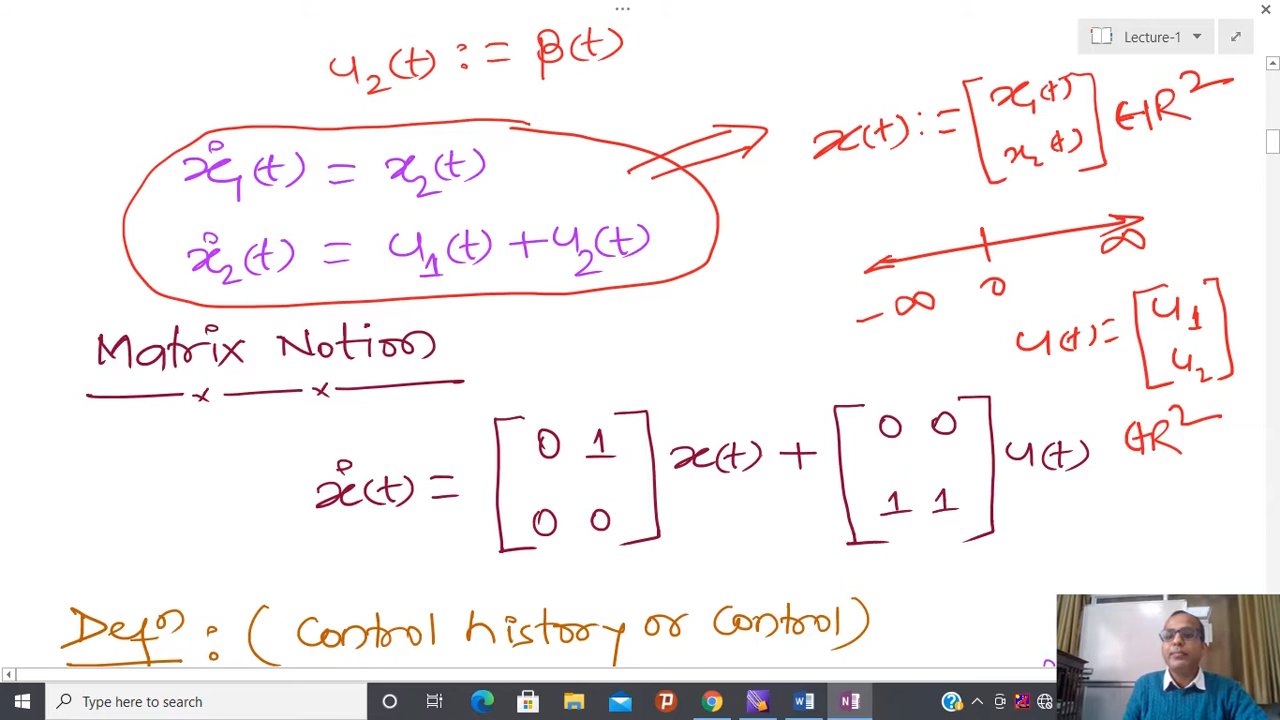 Lecture-1
u₂(t) := β(t)
ẋ₁(t) = x₂(t)
ẋ₂(t) = u₁(t) + u₂(t)
x(t) := [x₁(t) x₂(t)] ∈ ℝ²
-∞ 0 ∞
u(t) = [u₁ u₂]
∈ ℝ²
Matrix Notion
ẋ(t) = [0 1; 0 0] x(t) + [0 0; 1 1] u(t)
Defn : ( Control history or control)
Type here to search